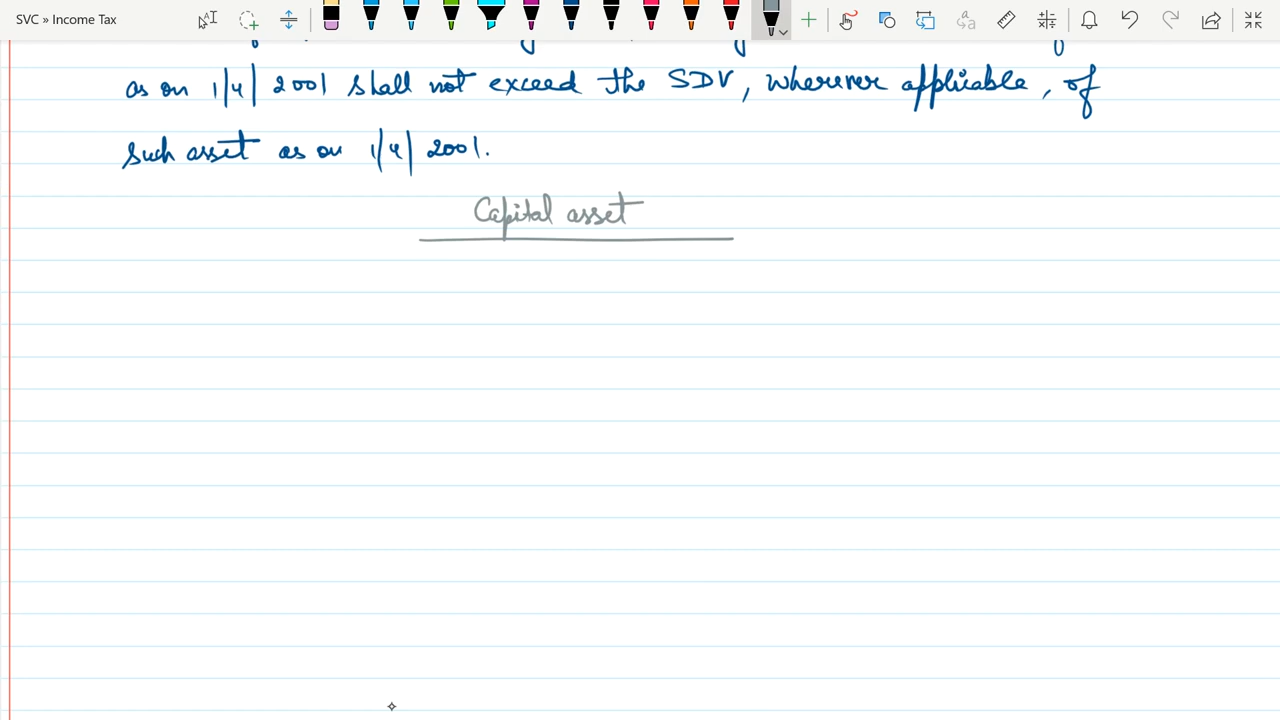 SVC » Income Tax
as on 1/4/2001 shall not exceed the SDV, wherever applicable, of
such asset as on 1/4/2001.
Capital asset